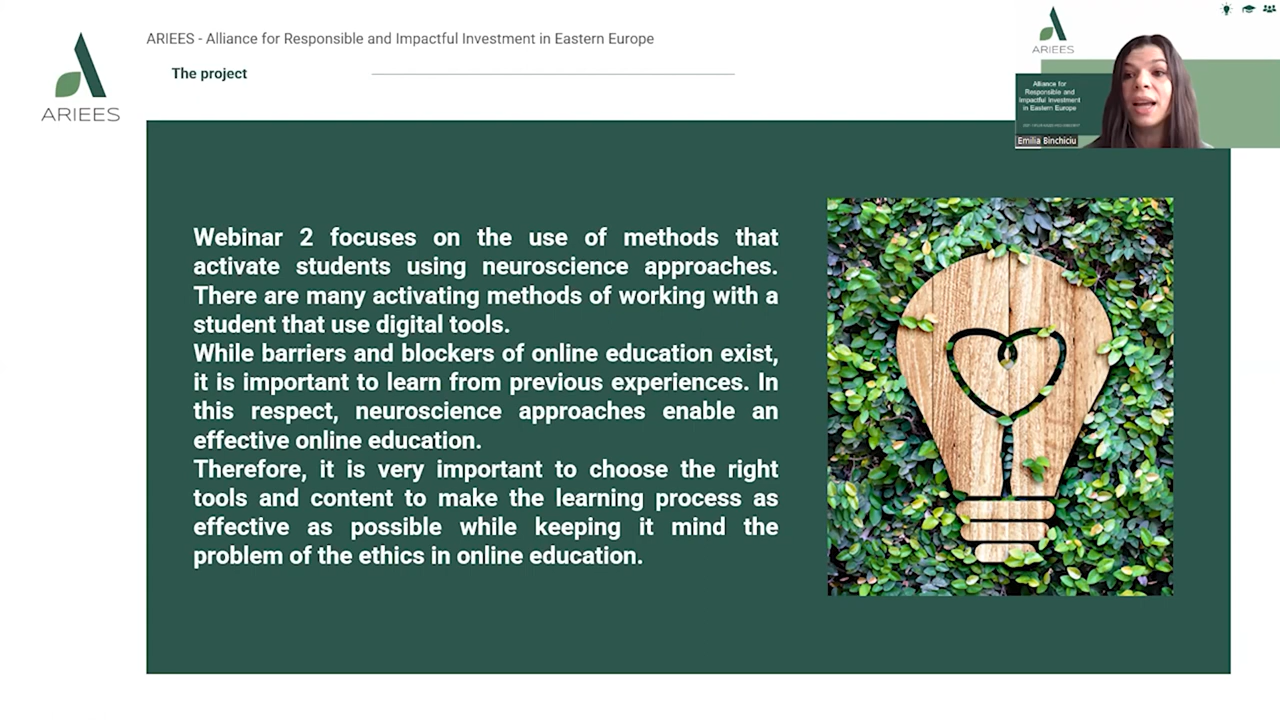 ARIEES - Alliance for Responsible and Impactful Investment in Eastern Europe
The project
ARIEES
ARIEES
Alliance for
Responsible and
Impactful Investment
in Eastern Europe
Emilia Binchiciu
Webinar 2 focuses on the use of methods that
activate students using neuroscience approaches.
There are many activating methods of working with a
student that use digital tools.
While barriers and blockers of online education exist,
it is important to learn from previous experiences. In
this respect, neuroscience approaches enable an
effective online education.
Therefore, it is very important to choose the right
tools and content to make the learning process as
effective as possible while keeping it mind the
problem of the ethics in online education.